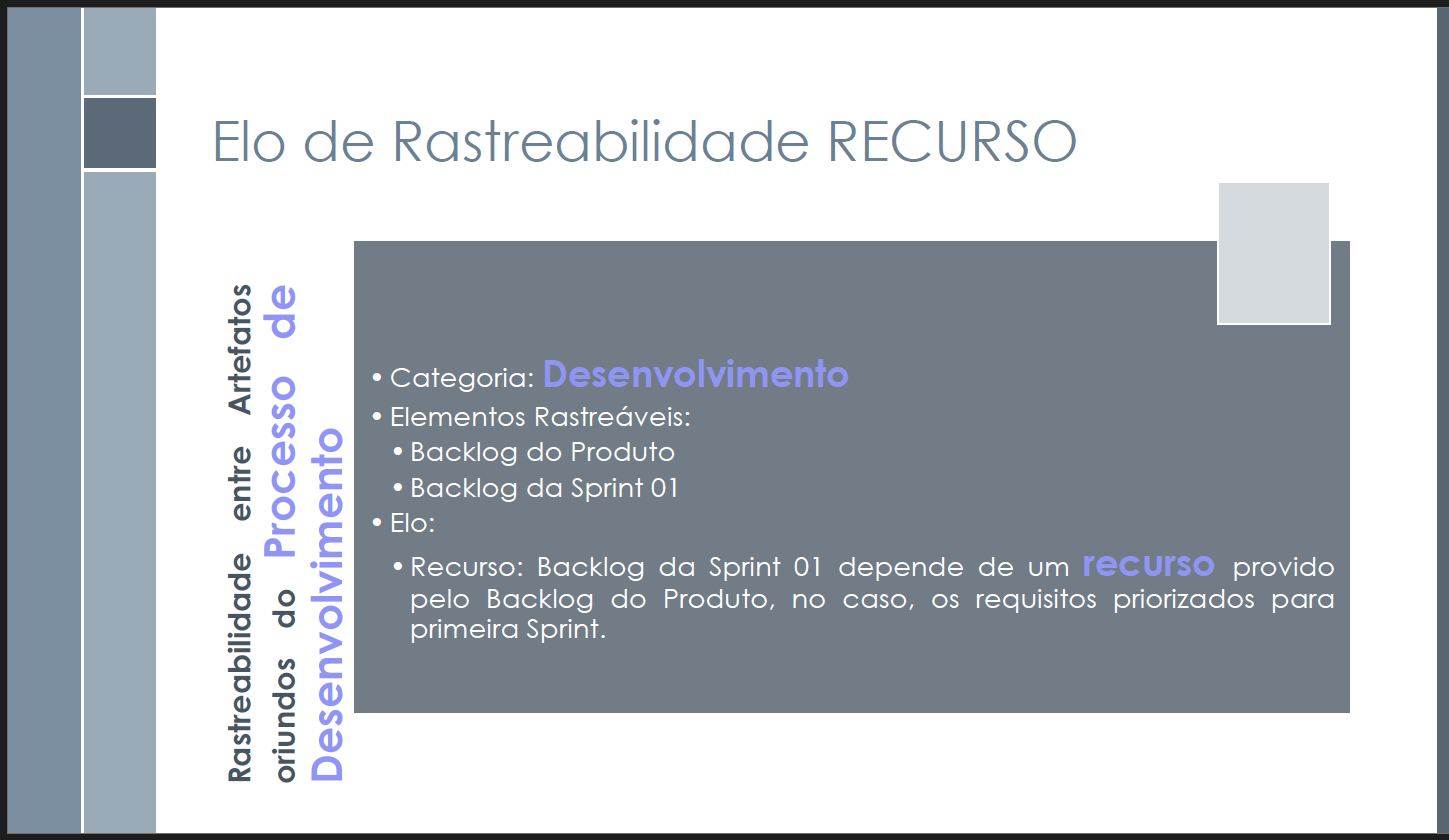 Elo de Rastreabilidade RECURSO
Rastreabilidade entre Artefatos
oriundos do Processo de
Desenvolvimento
• Categoria: Desenvolvimento
• Elementos Rastreáveis:
• Backlog do Produto
• Backlog da Sprint 01
• Elo:
• Recurso: Backlog da Sprint 01 depende de um recurso provido
pelo Backlog do Produto, no caso, os requisitos priorizados para
primeira Sprint.